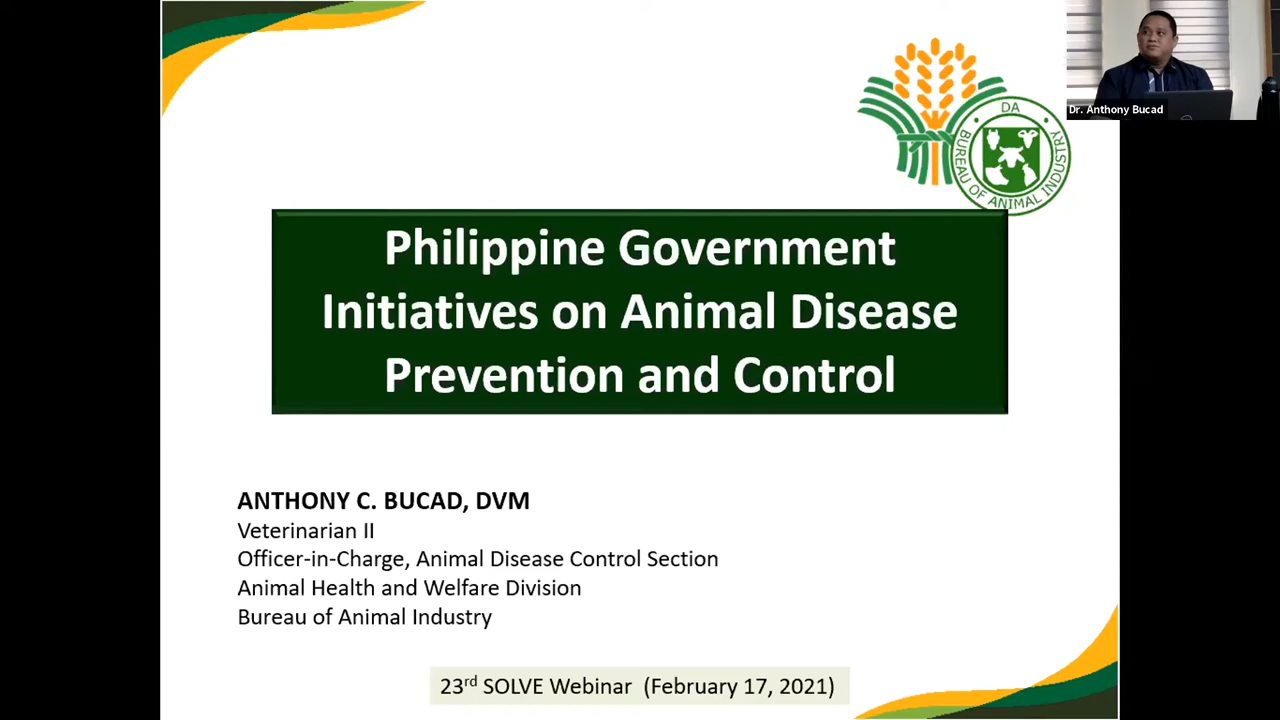 DA
BUREAU OF ANIMAL INDUSTRY
Dr. Anthony Bucad
Philippine Government
Initiatives on Animal Disease
Prevention and Control
ANTHONY C. BUCAD, DVM
Veterinarian II
Officer-in-Charge, Animal Disease Control Section
Animal Health and Welfare Division
Bureau of Animal Industry
23rd SOLVE Webinar (February 17, 2021)